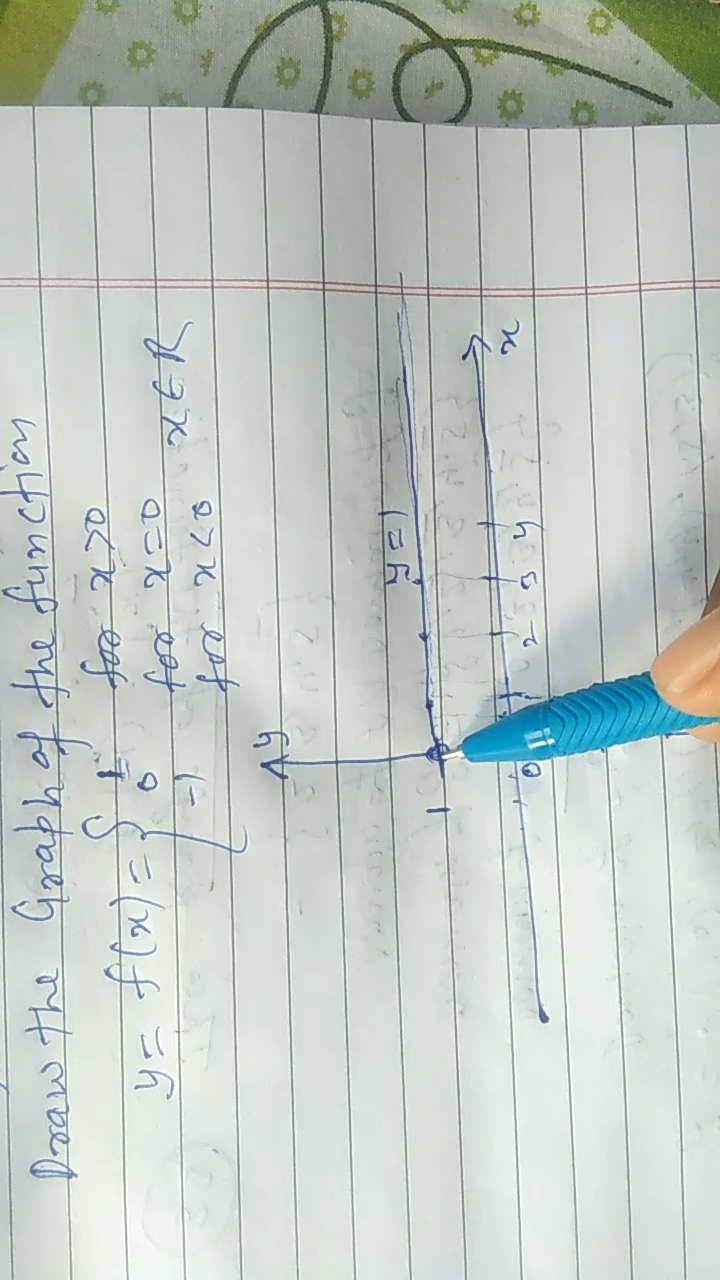 Draw the Graph of the function
y = f(x) = { 1 for x>0
0 for x=0
-1 for x<0 x∈R
y
y=1
1
0 1 2 3 4
x